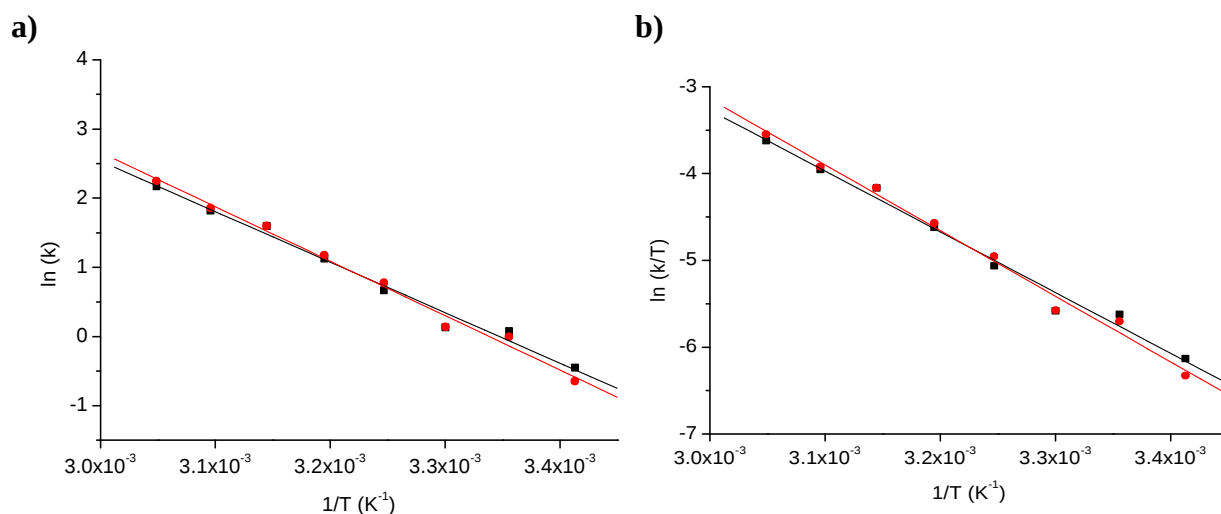 a)
4
3
2
1
0
-1
ln (k)
3.0x10⁻³ 3.1x10⁻³ 3.2x10⁻³ 3.3x10⁻³ 3.4x10⁻³
1/T (K⁻¹)
b)
-3
-4
-5
-6
-7
ln (k/T)
3.0x10⁻³ 3.1x10⁻³ 3.2x10⁻³ 3.3x10⁻³ 3.4x10⁻³
1/T (K⁻¹)